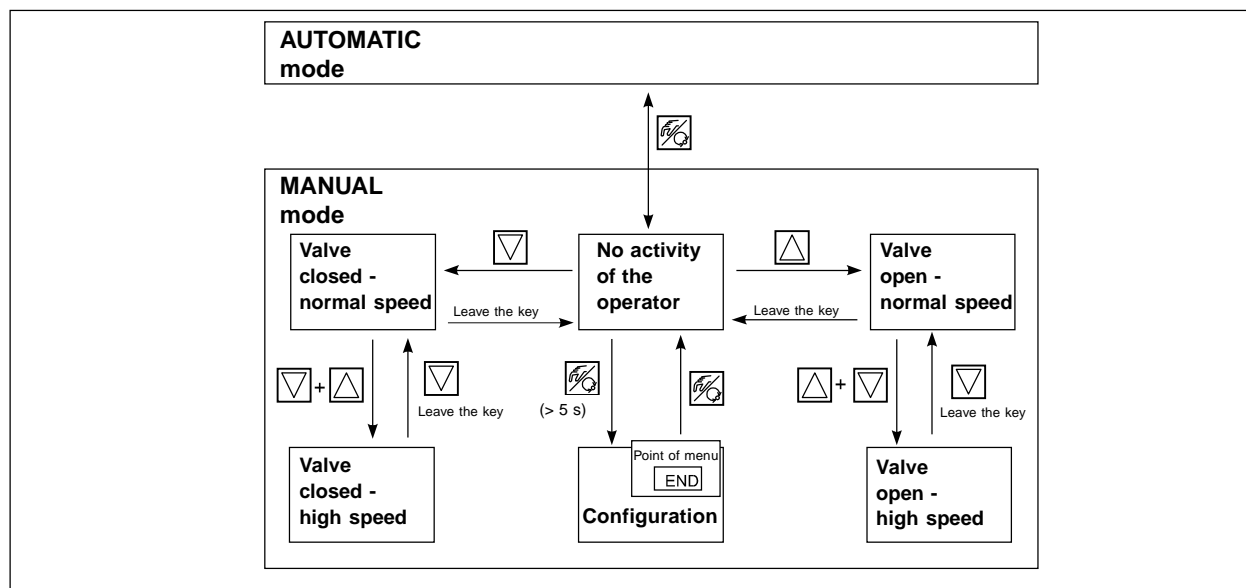 AUTOMATIC
mode
MANUAL
mode
Valve
closed -
normal speed
No activity
of the
operator
Valve
open -
normal speed
Leave the key
Leave the key
+
Leave the key
(> 5 s)
+
Leave the key
Valve
closed -
high speed
Point of menu
END
Configuration
Valve
open -
high speed